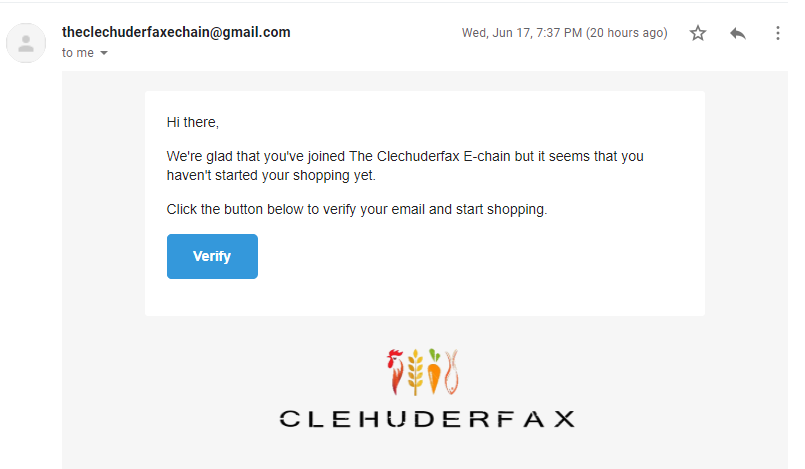 theclechuderfaxechain@gmail.com
Wed, Jun 17, 7:37 PM (20 hours ago)
to me
Hi there,
We're glad that you've joined The Clechuderfax E-chain but it seems that you
haven't started your shopping yet.
Click the button below to verify your email and start shopping.
Verify
CLEHUDERFAX